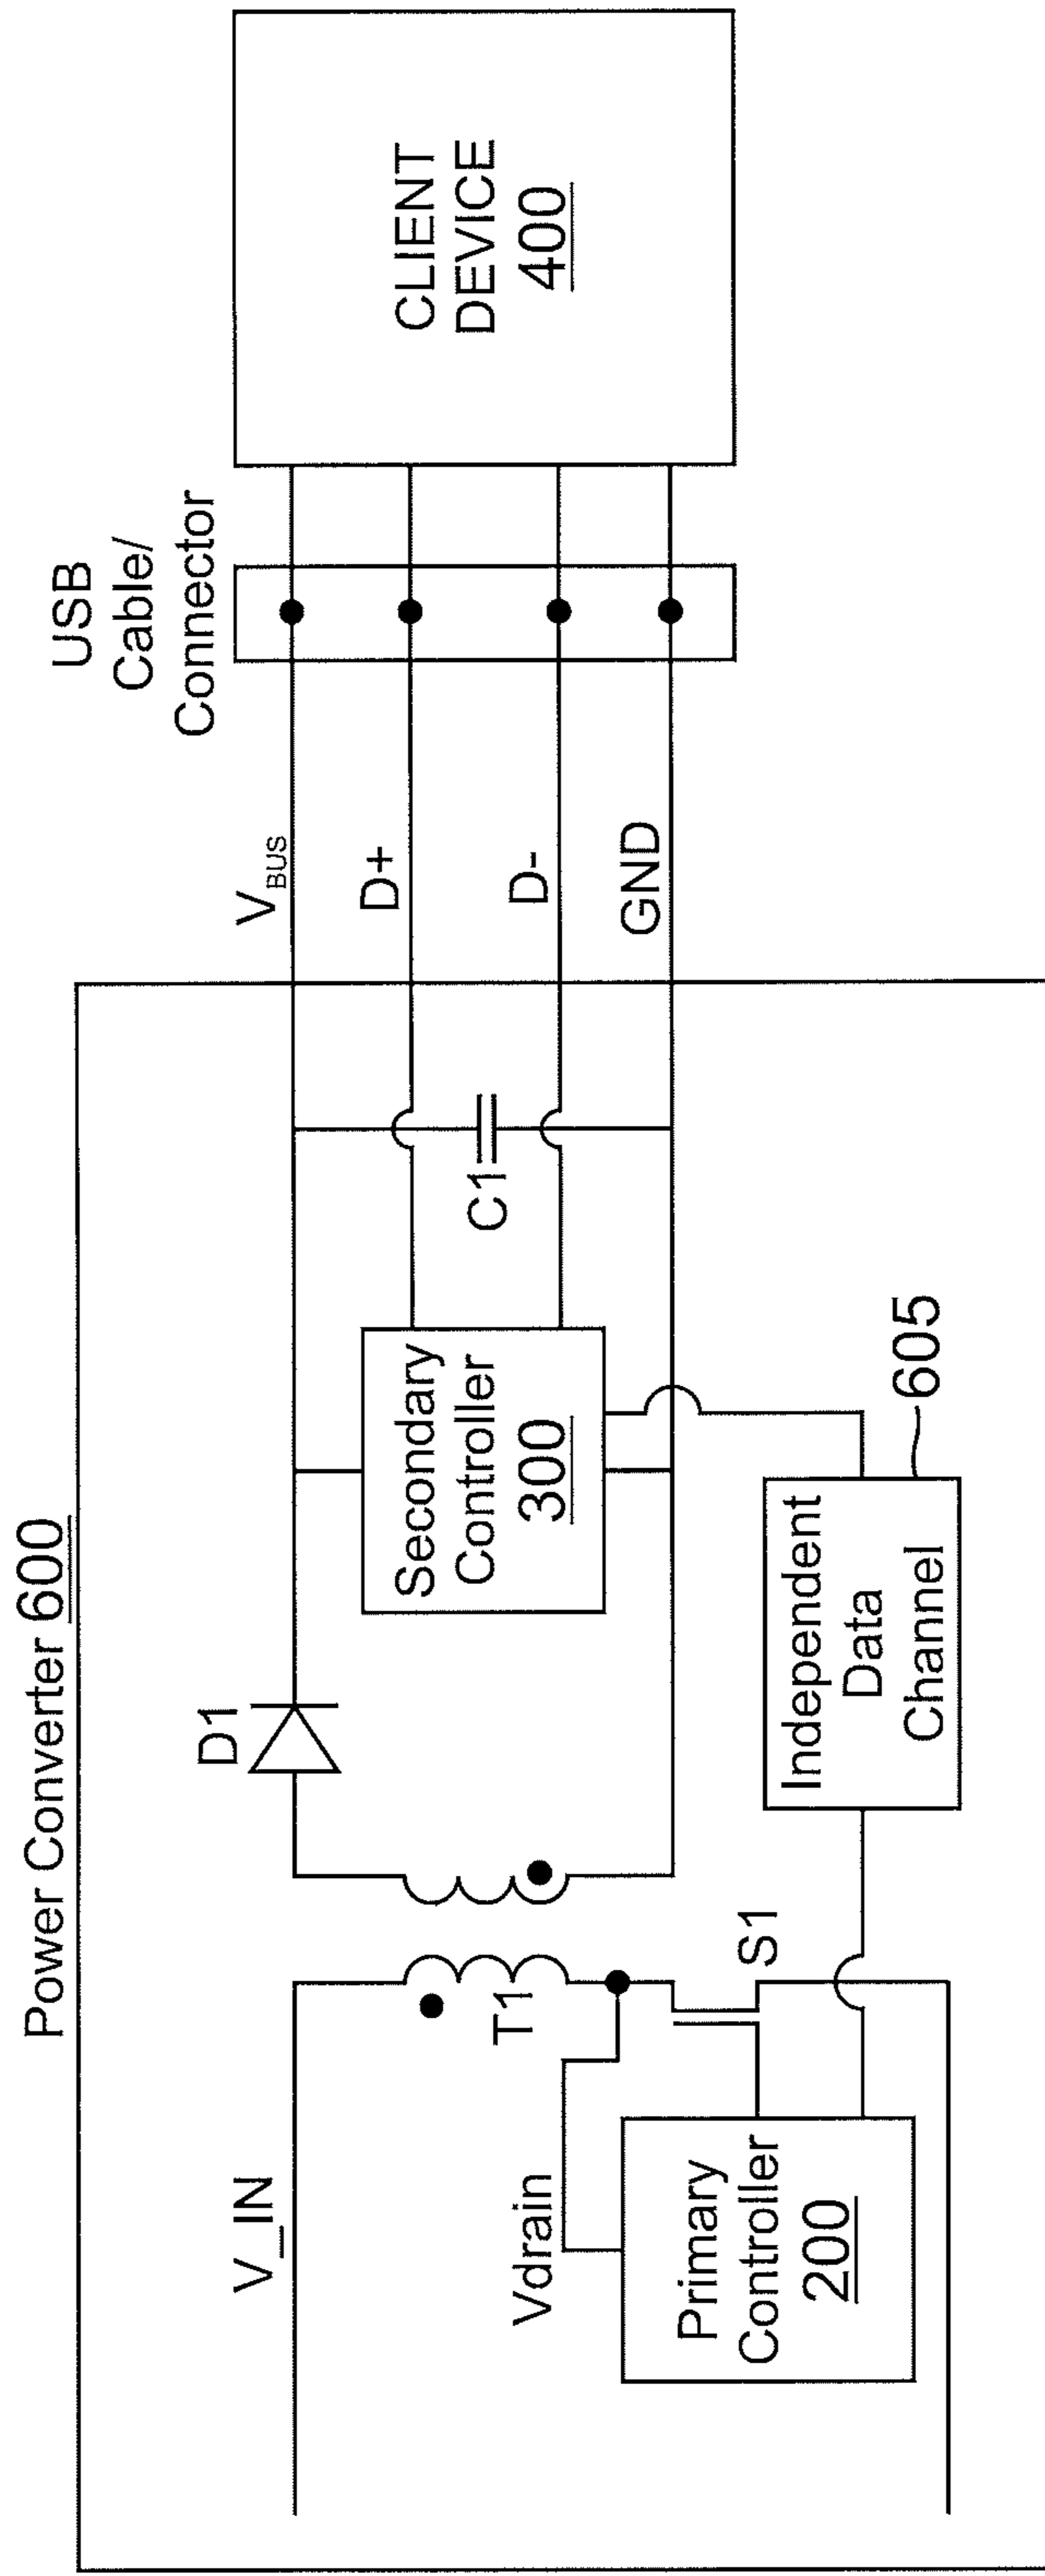 Power Converter 600
V_IN
Vdrain
Primary
Controller
200
T1
S1
D1
Secondary
Controller
300
Independent
Data
Channel
605
C1
V BUS
D+
D-
GND
USB
Cable/
Connector
CLIENT
DEVICE
400